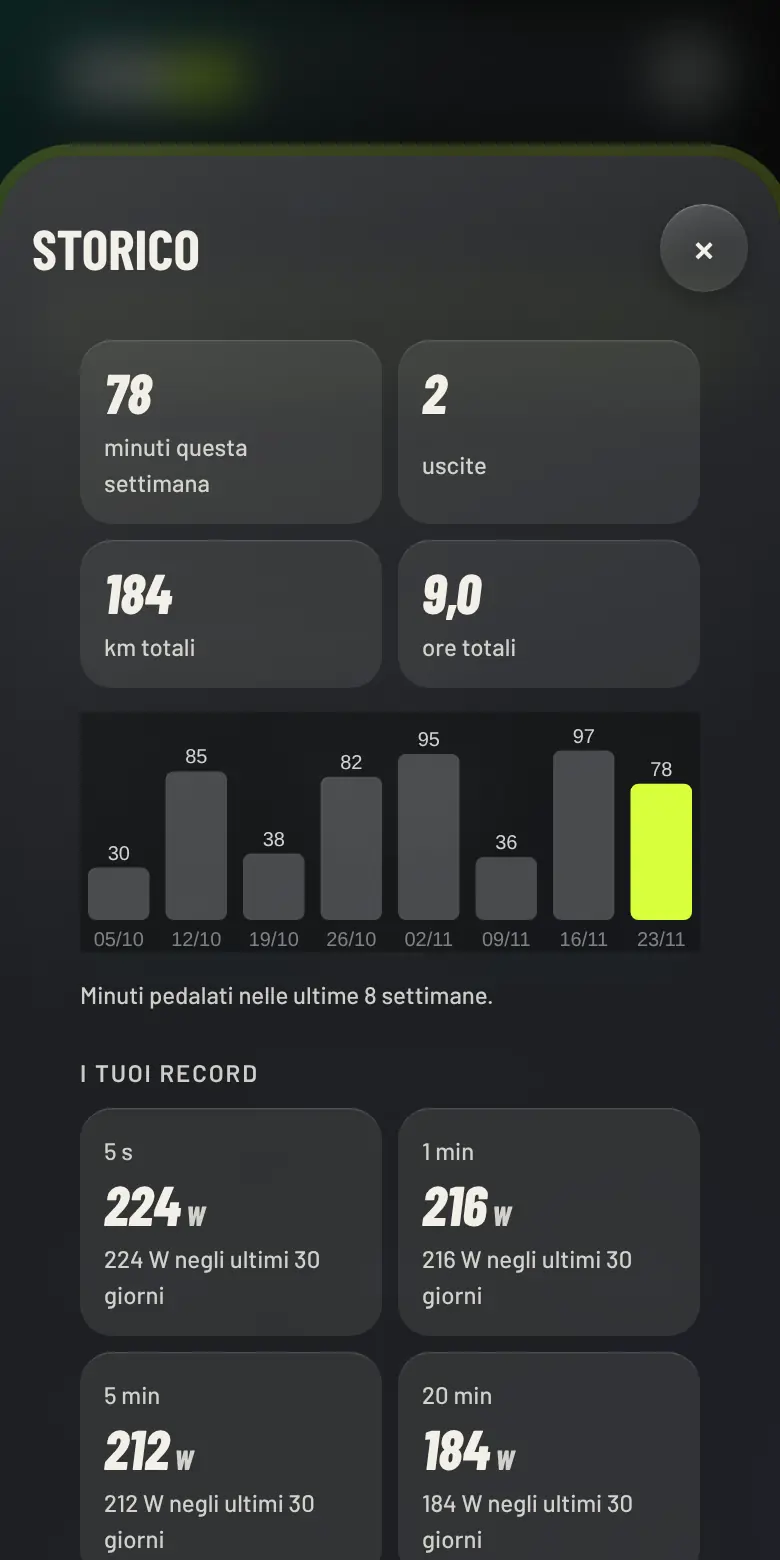 STORICO
×
78
minuti questa
settimana
2
uscite
184
km totali
9,0
ore totali
30
85
38
82
95
36
97
78
05/10
12/10
19/10
26/10
02/11
09/11
16/11
23/11
Minuti pedalati nelle ultime 8 settimane.
I TUOI RECORD
5 s
224 W
224 W negli ultimi 30
giorni
1 min
216 W
216 W negli ultimi 30
giorni
5 min
212 W
212 W negli ultimi 30
giorni
20 min
184 W
184 W negli ultimi 30
giorni